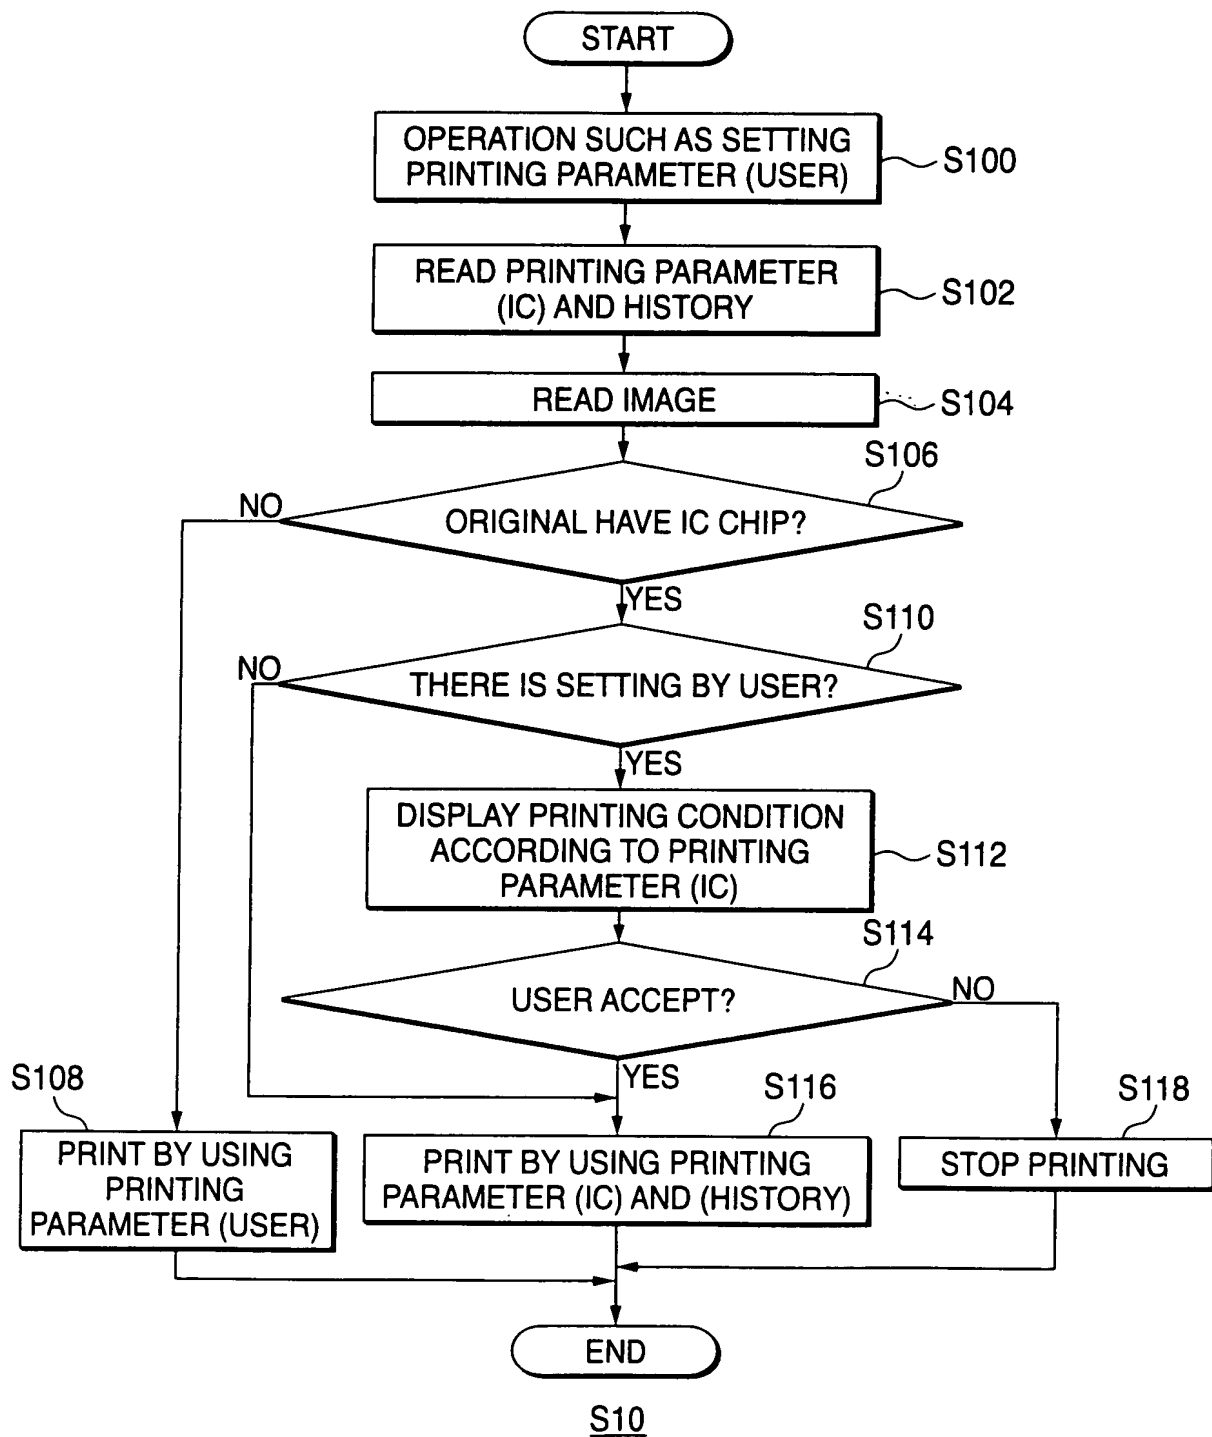 START
OPERATION SUCH AS SETTING
PRINTING PARAMETER (USER)
S100
READ PRINTING PARAMETER
(IC) AND HISTORY
S102
READ IMAGE
S104
S106
NO
ORIGINAL HAVE IC CHIP?
YES
S110
NO
THERE IS SETTING BY USER?
YES
DISPLAY PRINTING CONDITION
ACCORDING TO PRINTING
PARAMETER (IC)
S112
S114
USER ACCEPT?
NO
YES
S108
PRINT BY USING
PRINTING
PARAMETER (USER)
S116
PRINT BY USING PRINTING
PARAMETER (IC) AND (HISTORY)
S118
STOP PRINTING
END
S10